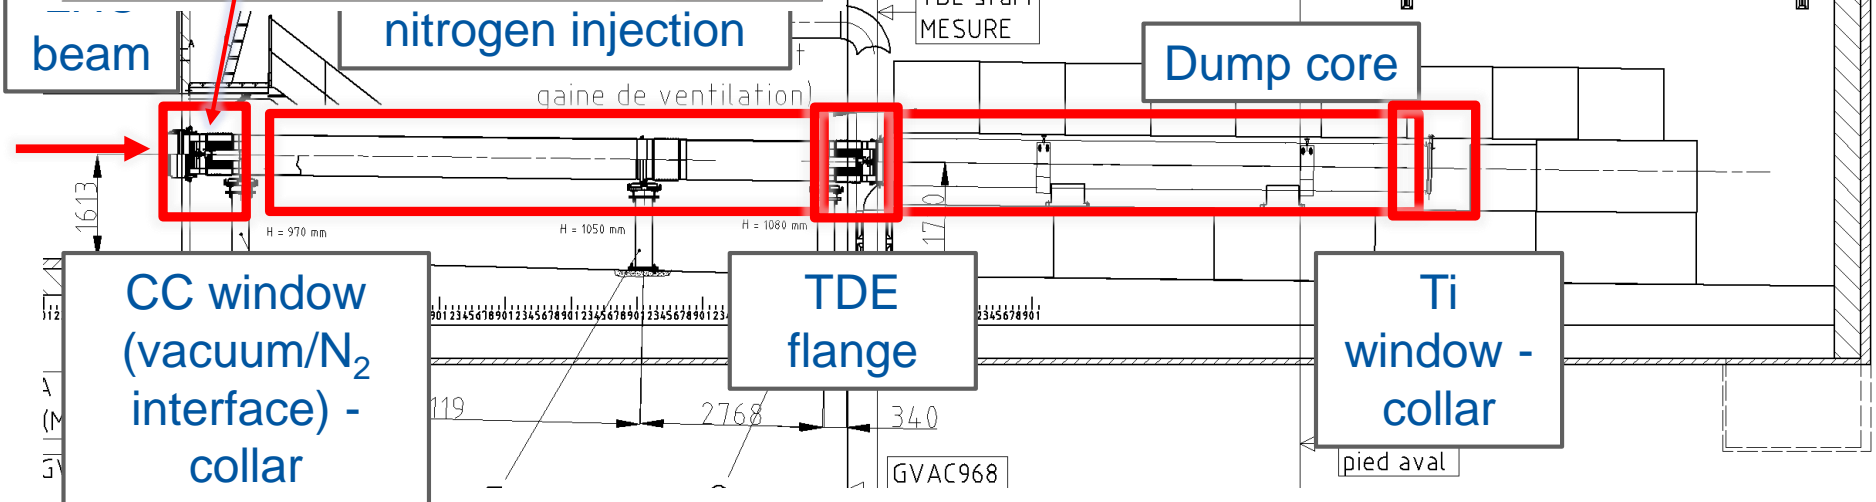 beam
nitrogen injection
MESURE
Dump core
gaine de ventilation)
1613
H = 970 mm
H = 1050 mm
H = 1080 mm
CC window
(vacuum/N₂
interface) -
collar
TDE
flange
Ti
window -
collar
119
2768
340
GVAC968
pied aval